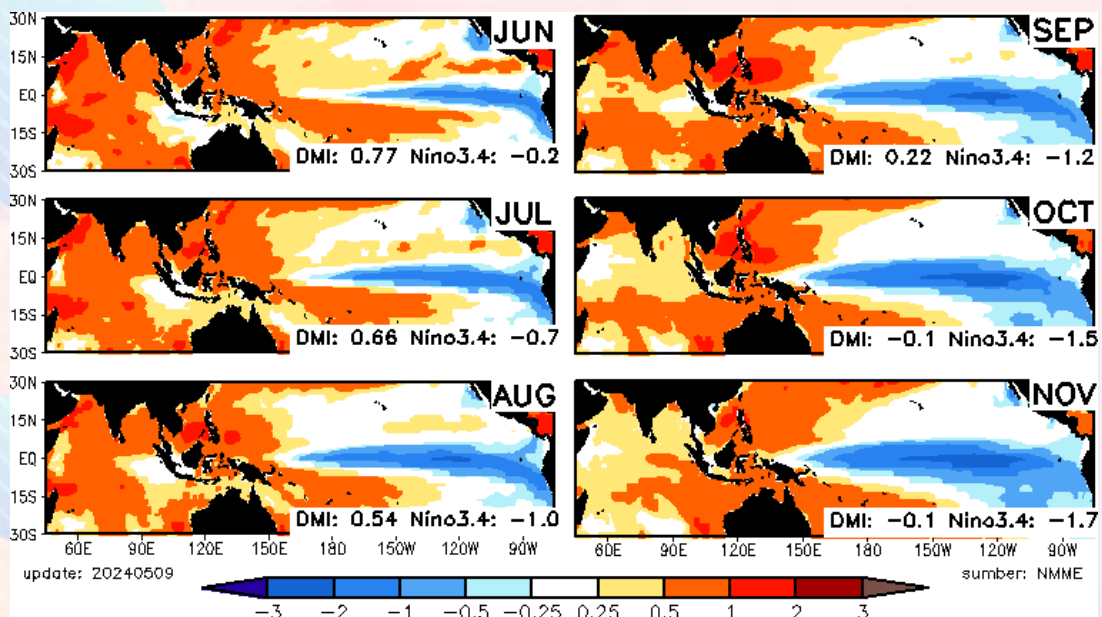 30N
15N
EQ
15S
30S
JUN
DMI: 0.77 Nino3.4: -0.2
SEP
DMI: 0.22 Nino3.4: -1.2
30N
15N
EQ
15S
30S
JUL
DMI: 0.66 Nino3.4: -0.7
OCT
DMI: -0.1 Nino3.4: -1.5
30N
15N
EQ
15S
30S
AUG
DMI: 0.54 Nino3.4: -1.0
NOV
DMI: -0.1 Nino3.4: -1.7
60E 90E 120E 150E 180 150W 120W 90W
60E 90E 120E 150E 180 150W 120W 90W
update: 20240509
sumber: NMME
-3 -2 -1 -0.5 -0.25 0.25 0.5 1 2 3